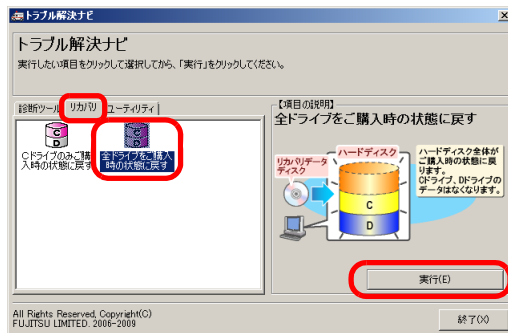 トラブル解決ナビ
トラブル解決ナビ
実行したい項目をクリックして選択してから、「実行」をクリックしてください。
診断ツール
リカバリ
ユーティリティ
Cドライブのみご購
入時の状態に戻す
全ドライブをご購入
時の状態に戻す
【項目の説明】
全ドライブをご購入時の状態に戻す
リカバリデータ
ディスク
ハードディスク
C
D
ハードディスク全体が
ご購入時の状態に戻
ります。
Cドライブ、Dドライブの
データはなくなります。
実行(E)
All Rights Reserved, Copyright(C)
FUJITSU LIMITED. 2006-2009
終了(X)